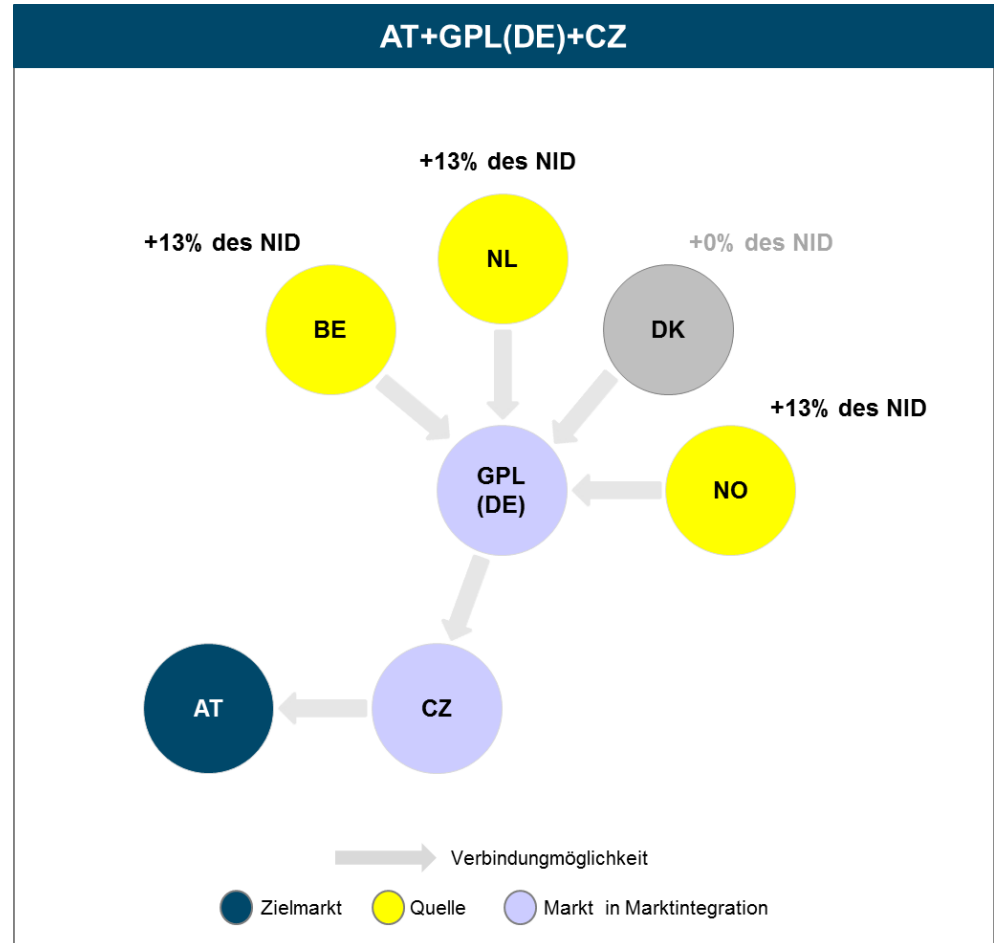 AT+GPL(DE)+CZ
+13% des NID
+13% des NID
+0% des NID
NL
BE
DK
+13% des NID
GPL
(DE)
NO
AT
CZ
Verbindungmöglichkeit
Zielmarkt
Quelle
Markt in Marktintegration